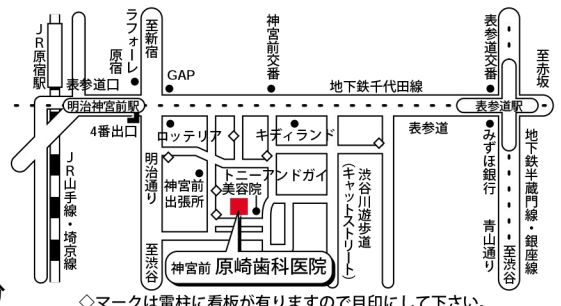 JR原宿駅
ラフォーレ
原宿
至新宿
神宮前交番
表参道交番
至赤坂
表参道口
GAP
地下鉄千代田線
明治神宮前駅
表参道駅
4番出口
ロッテリア
キディランド
表参道
みずほ銀行
地下鉄半蔵門線・銀座線
JR山手線・埼京線
明治通り
神宮前
出張所
トニーアンドガイ
美容院
渋谷川遊歩道
(キャットストリート)
青山通り
至渋谷
至渋谷
神宮前 原崎歯科医院
◇マークは電柱に看板が有りますので目印にして下さい。